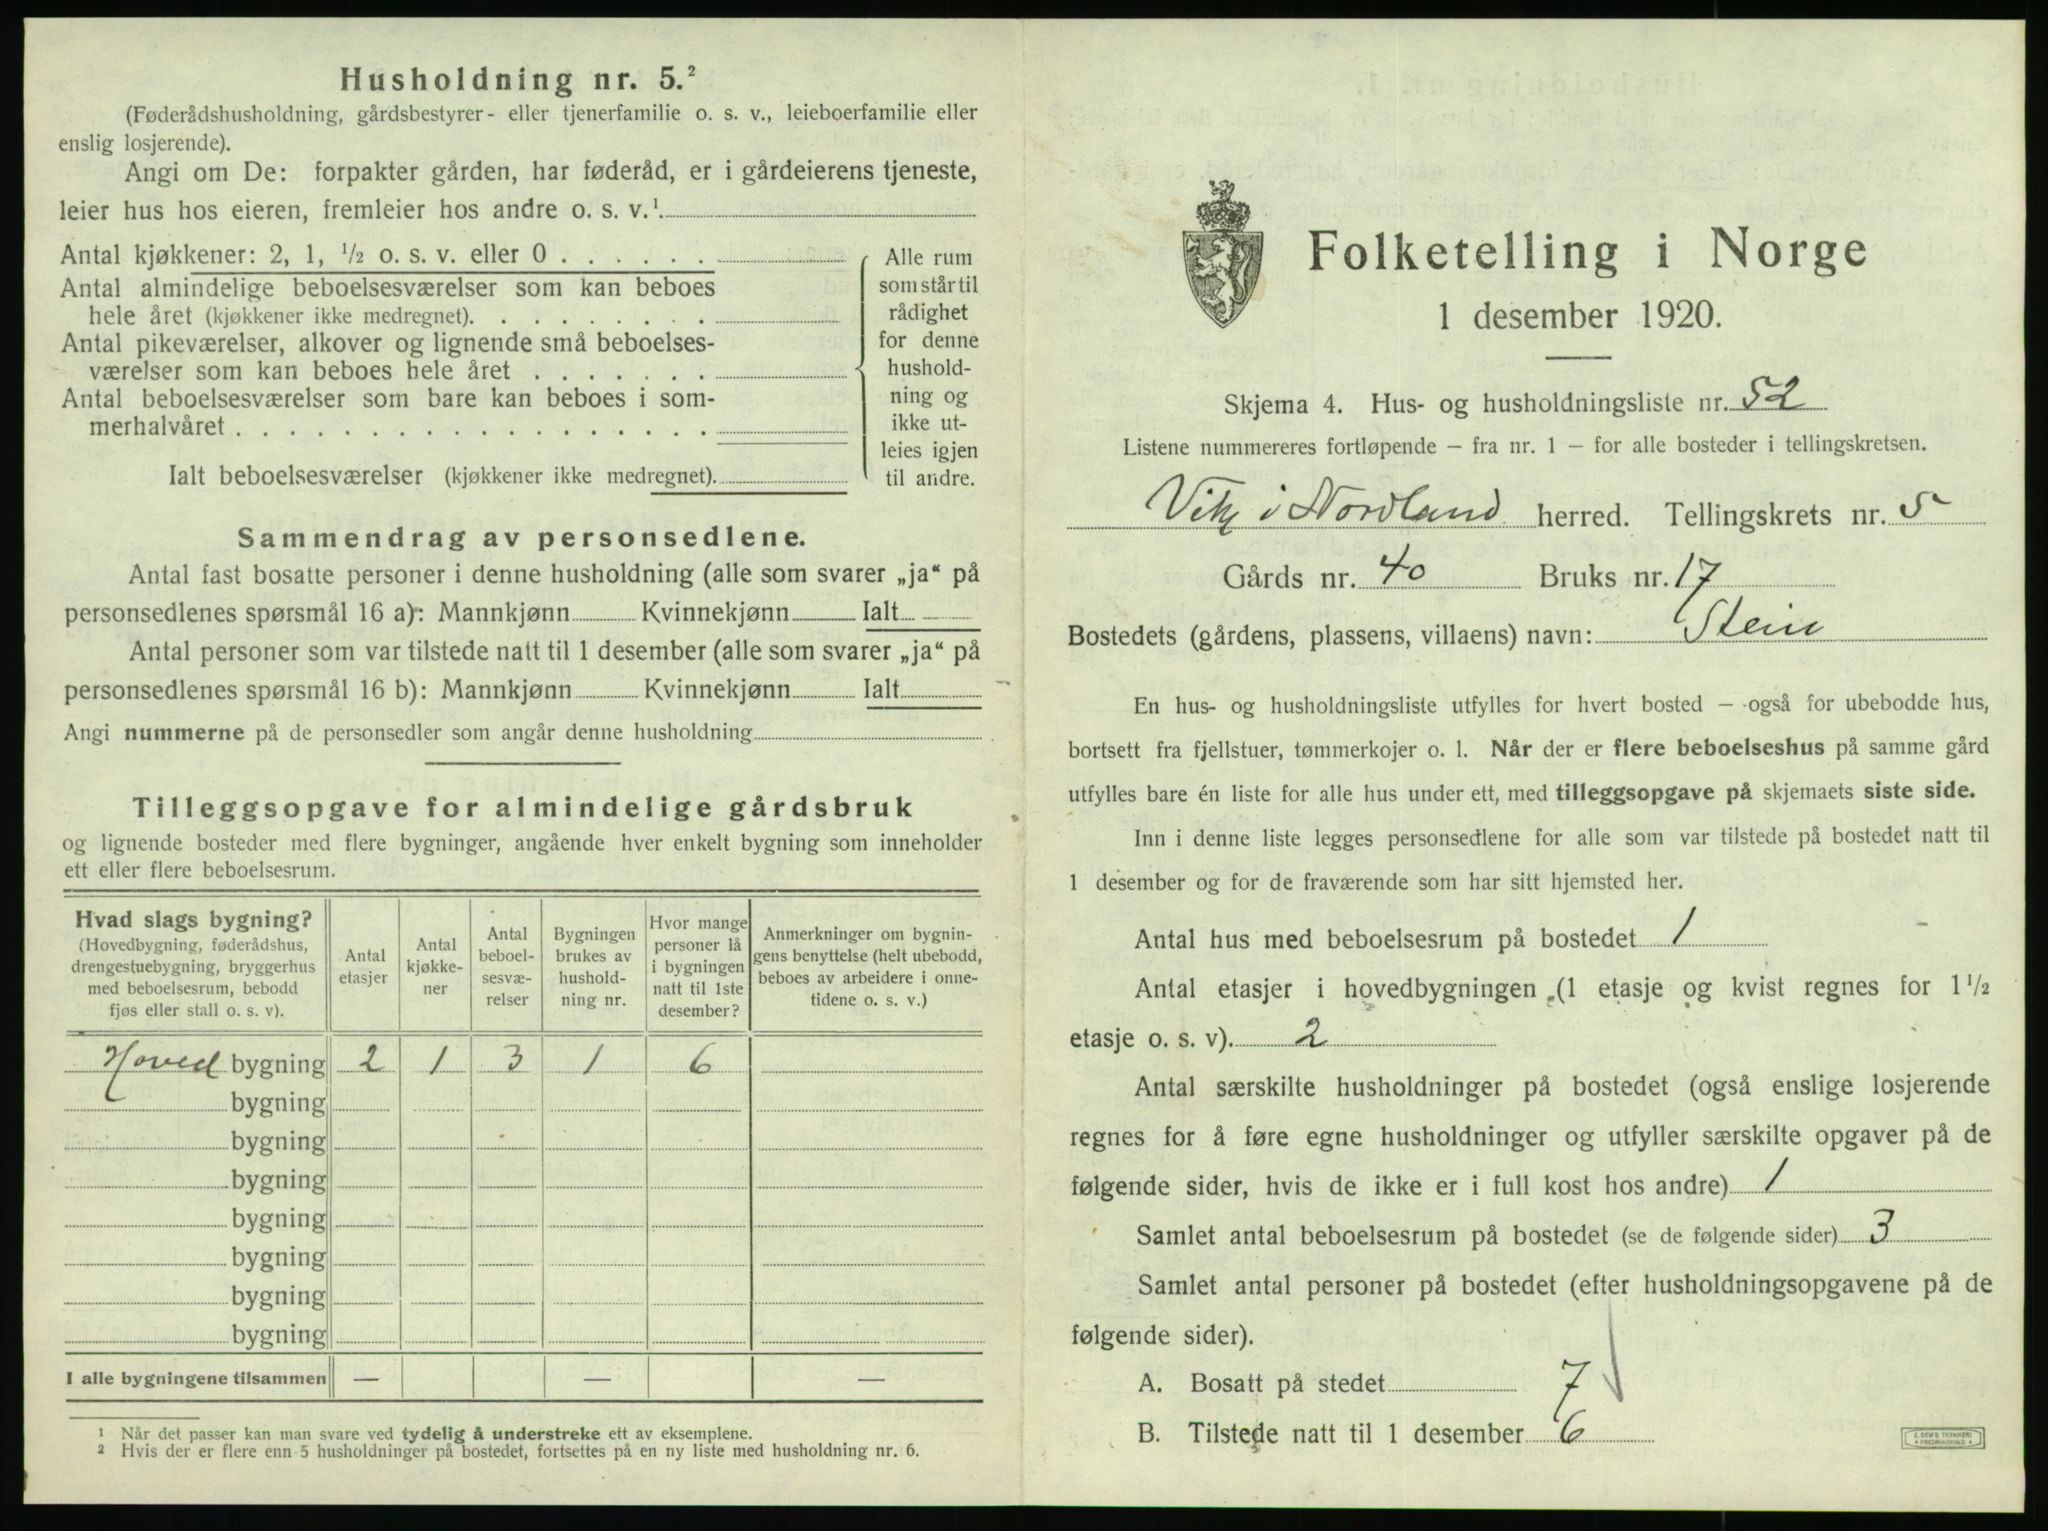 Husholdning nr. 5.²
(Føderådshusholdning, gårdsbestyrer- eller tjenerfamilie o. s. v., leieboerfamilie eller
enslig losjerende).
Angi om De: forpakter gården, har føderåd, er i gårdeierens tjeneste,
leier hus hos eieren, fremleier hos andre o. s. v.¹
Antal kjøkkener: 2, 1, ½ o. s. v. eller 0 . . . . . .
Antal almindelige beboelsesværelser som kan beboes
hele året (kjøkkener ikke medregnet). . . . . . . . .
Antal pikeværelser, alkover og lignende små beboelses-
værelser som kan beboes hele året . . . . . . .
Antal beboelsesværelser som bare kan beboes i som-
merhalvåret . . . . . . . . . . . . . . . . . .
Ialt beboelsesværelser (kjøkkener ikke medregnet).
Alle rum
som står til
rådighet
for denne
hushold-
ning og
ikke ut-
leies igjen
til andre.
Sammendrag av personsedlene.
Antal fast bosatte personer i denne husholdning (alle som svarer „ja“ på
personsedlenes spørsmål 16 a): Mannkjønn Kvinnekjønn Ialt
Antal personer som var tilstede natt til 1 desember (alle som svarer „ja“ på
personsedlenes spørsmål 16 b): Mannkjønn Kvinnekjønn Ialt
Angi nummerne på de personsedler som angår denne husholdning
Tilleggsopgave for almindelige gårdsbruk
og lignende bosteder med flere bygninger, angående hver enkelt bygning som inneholder
ett eller flere beboelsesrum.
Hvad slags bygning?
(Hovedbygning, føderådshus,
drengestuebygning, bryggerhus
med beboelsesrum, bebodd
fjøs eller stall o. s. v).
Antal
etasjer
Antal
kjøkke-
ner
Antal
beboel-
sesvæ-
relser
Bygningen
brukes av
hushold-
ning nr.
Hvor mange
personer lå
i bygningen
natt til 1ste
desember?
Anmerkninger om bygnin-
gens benyttelse (helt ubebodd,
beboes av arbeidere i onne-
tidene o. s. v.)
Hoved bygning 2 1 3 1 6
bygning
bygning
bygning
bygning
bygning
bygning
bygning
I alle bygningene tilsammen — — —
¹ Når det passer kan man svare ved tydelig å understreke ett av eksemplene.
² Hvis der er flere enn 5 husholdninger på bostedet, fortsettes på en ny liste med husholdning nr. 6.
Folketelling i Norge
1 desember 1920.
Skjema 4. Hus- og husholdningsliste nr. 52
Listene nummereres fortløpende — fra nr. 1 — for alle bosteder i tellingskretsen.
Vik i Nordland herred. Tellingskrets nr. 5
Gårds nr. 40 Bruks nr. 17
Bostedets (gårdens, plassens, villaens) navn: Stein
En hus- og husholdningsliste utfylles for hvert bosted — også for ubebodde hus,
bortsett fra fjellstuer, tømmerkojer o. l. Når der er flere beboelseshus på samme gård
utfylles bare én liste for alle hus under ett, med tilleggsopgave på skjemaets siste side.
Inn i denne liste legges personsedlene for alle som var tilstede på bostedet natt til
1 desember og for de fraværende som har sitt hjemsted her.
Antal hus med beboelsesrum på bostedet 1
Antal etasjer i hovedbygningen (1 etasje og kvist regnes for 1½
etasje o. s. v). 2
Antal særskilte husholdninger på bostedet (også enslige losjerende
regnes for å føre egne husholdninger og utfyller særskilte opgaver på de
følgende sider, hvis de ikke er i full kost hos andre) 1
Samlet antal beboelsesrum på bostedet (se de følgende sider) 3
Samlet antal personer på bostedet (efter husholdningsopgavene på de
følgende sider).
A. Bosatt på stedet 7
B. Tilstede natt til 1 desember 6
E. SEMS TRYKKERI
FREDRIKSHALD